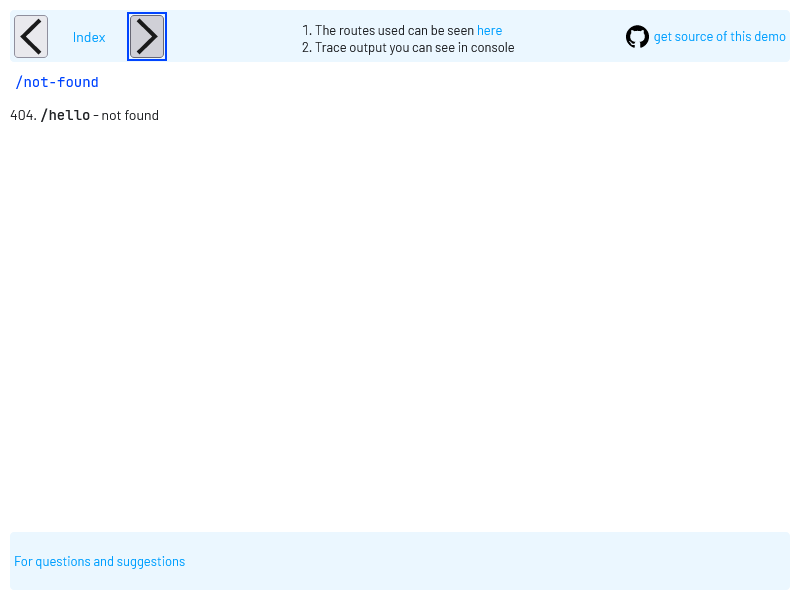 Index
1. The routes used can be seen here
2. Trace output you can see in console
get source of this demo
/not-found
404. /hello - not found
For questions and suggestions